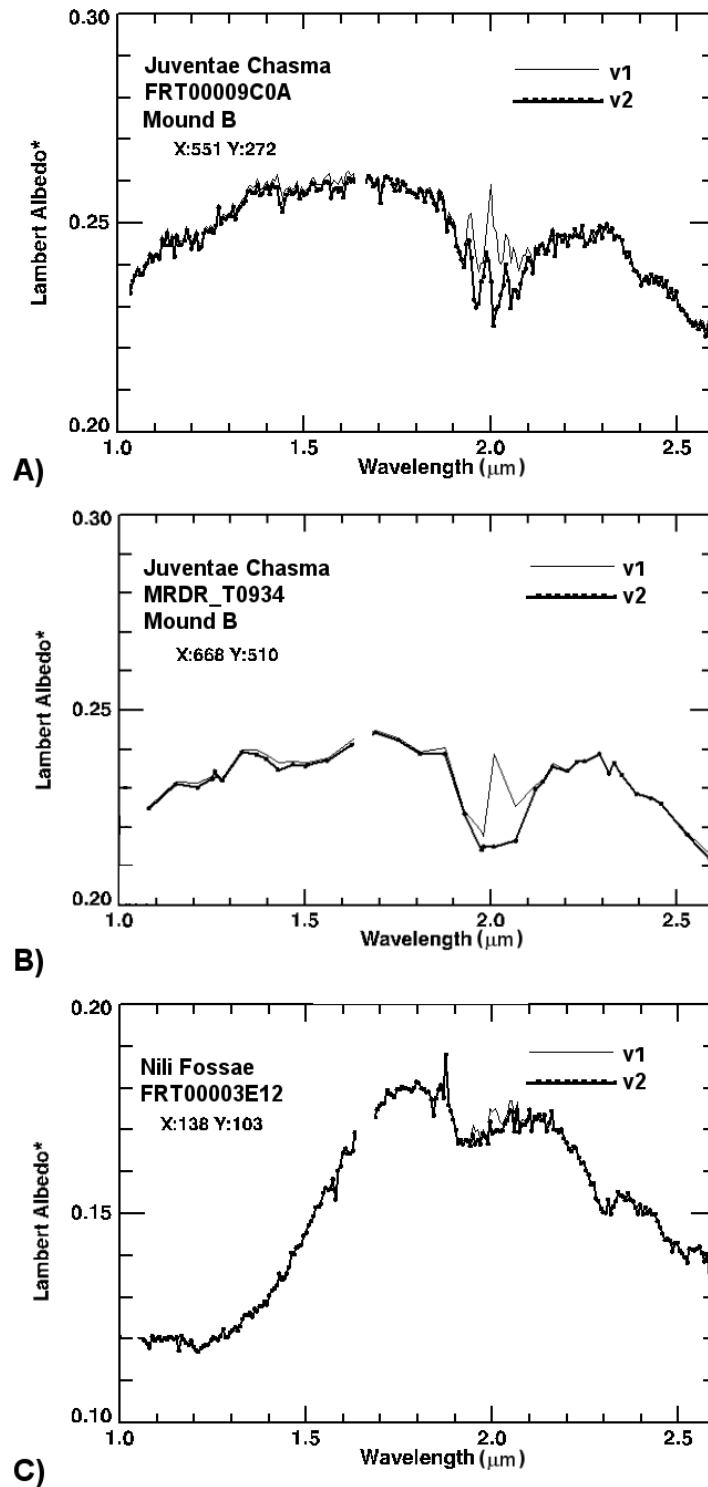 0.30
Juventae Chasma
FRT00009C0A
Mound B
X:551 Y:272
v1
v2
Lambert Albedo*
0.25
0.20
1.0 1.5 2.0 2.5
Wavelength (μm)
A)
0.30
Juventae Chasma
MRDR_T0934
Mound B
X:668 Y:510
v1
v2
Lambert Albedo*
0.25
0.20
1.0 1.5 2.0 2.5
Wavelength (μm)
B)
0.20
Nili Fossae
FRT00003E12
X:138 Y:103
v1
v2
Lambert Albedo*
0.15
0.10
1.0 1.5 2.0 2.5
Wavelength (μm)
C)